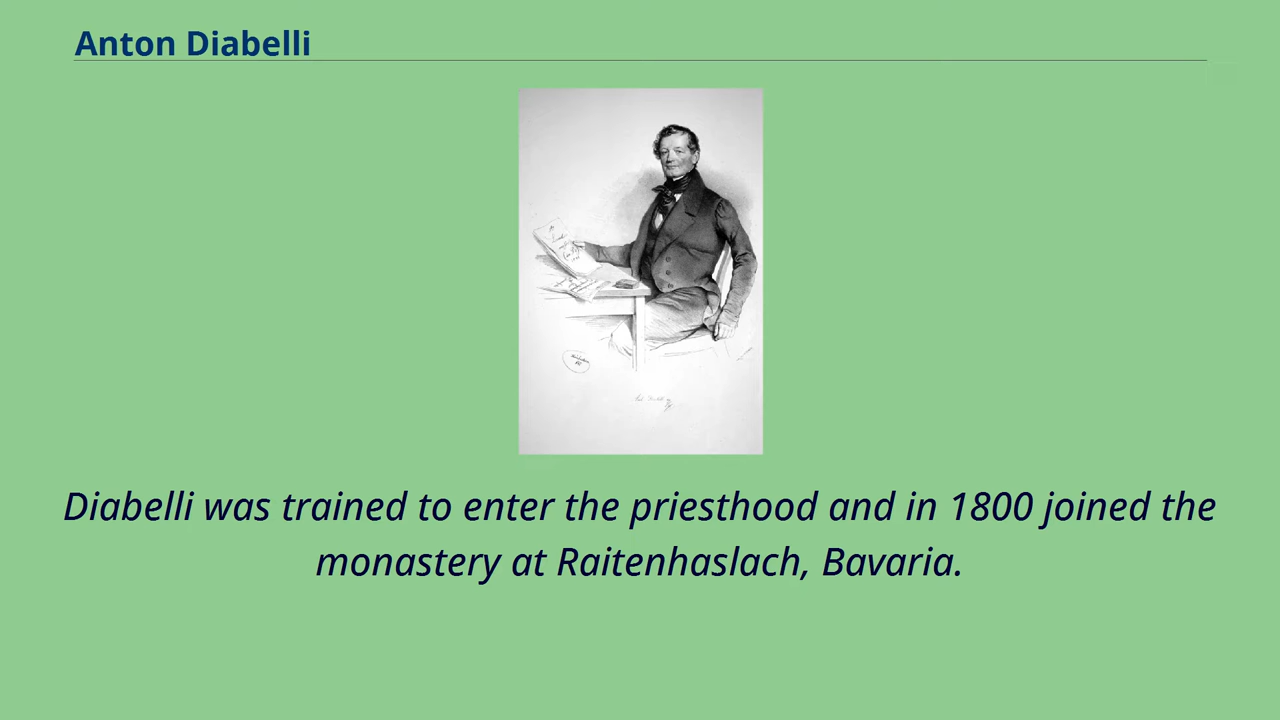 Anton Diabelli
Diabelli was trained to enter the priesthood and in 1800 joined the
monastery at Raitenhaslach, Bavaria.